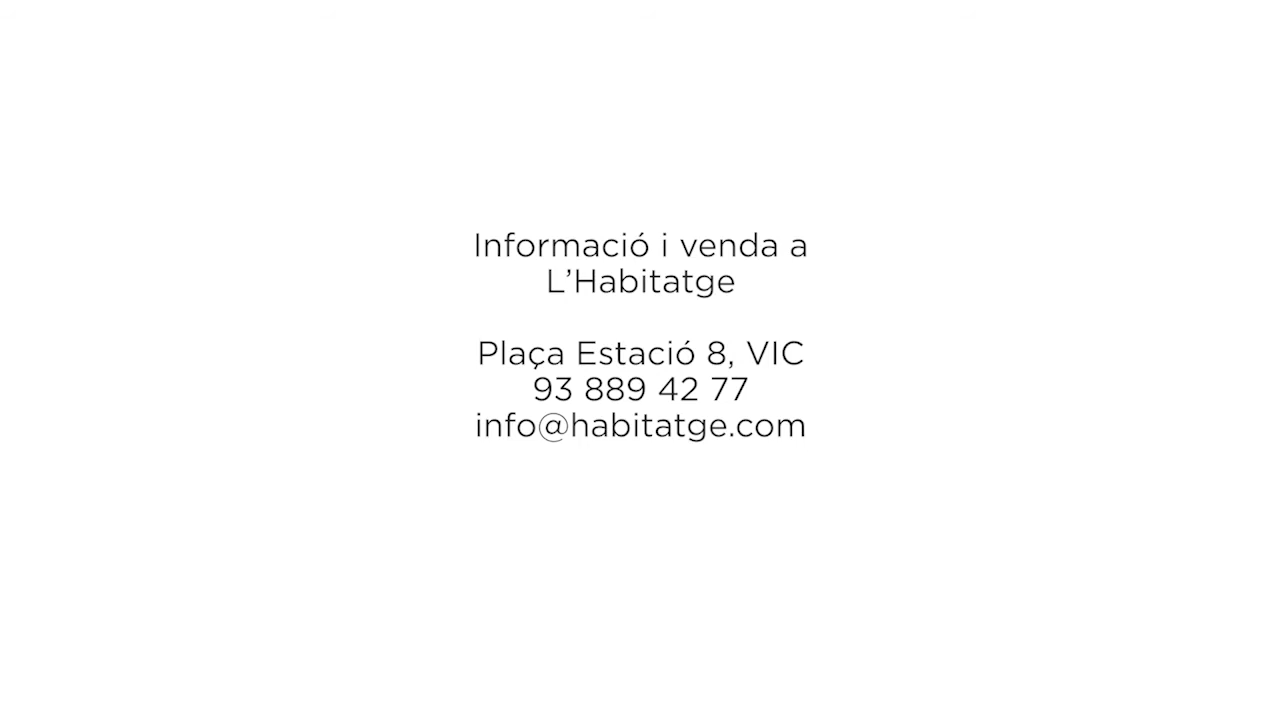 Informació i venda a
L’Habitatge
Plaça Estació 8, VIC
93 889 42 77
info@habitatge.com